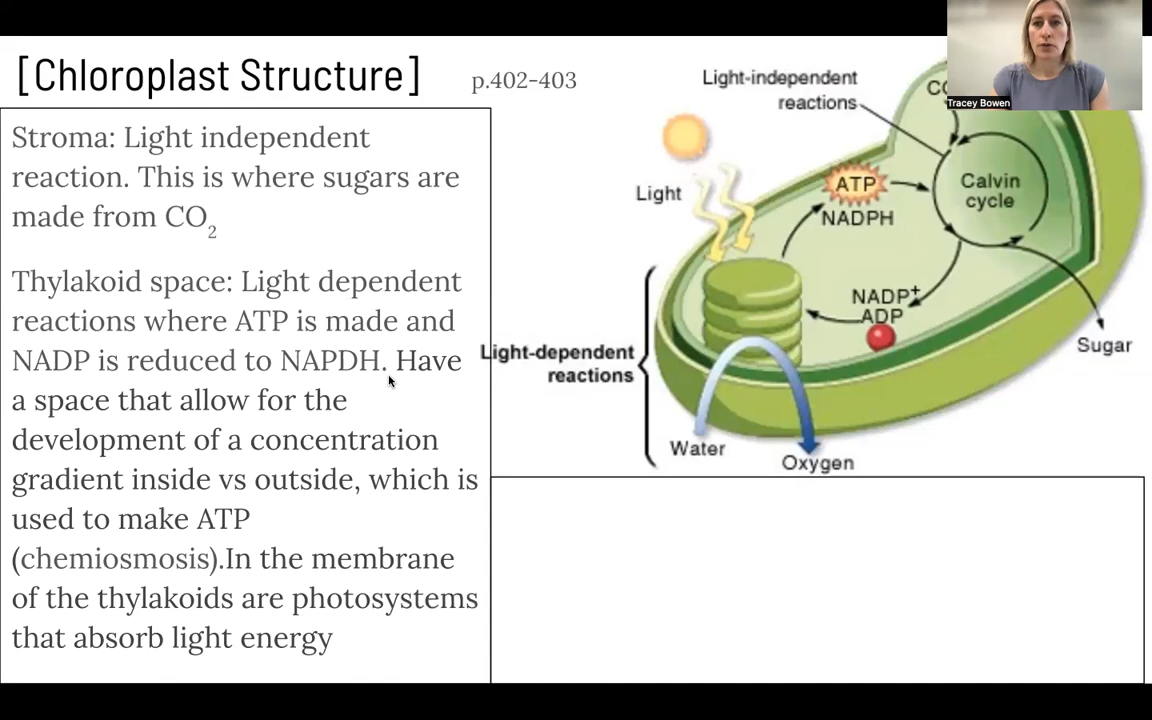 [Chloroplast Structure]
p.402-403
Stroma: Light independent
reaction. This is where sugars are
made from CO2
Thylakoid space: Light dependent
reactions where ATP is made and
NADP is reduced to NAPDH. Have
a space that allow for the
development of a concentration
gradient inside vs outside, which is
used to make ATP
(chemiosmosis).In the membrane
of the thylakoids are photosystems
that absorb light energy
Light-independent
reactions
Light
ATP
NADPH
Calvin
cycle
NADP+
ADP
Light-dependent
reactions
Sugar
Water
Oxygen
Tracey Bowen